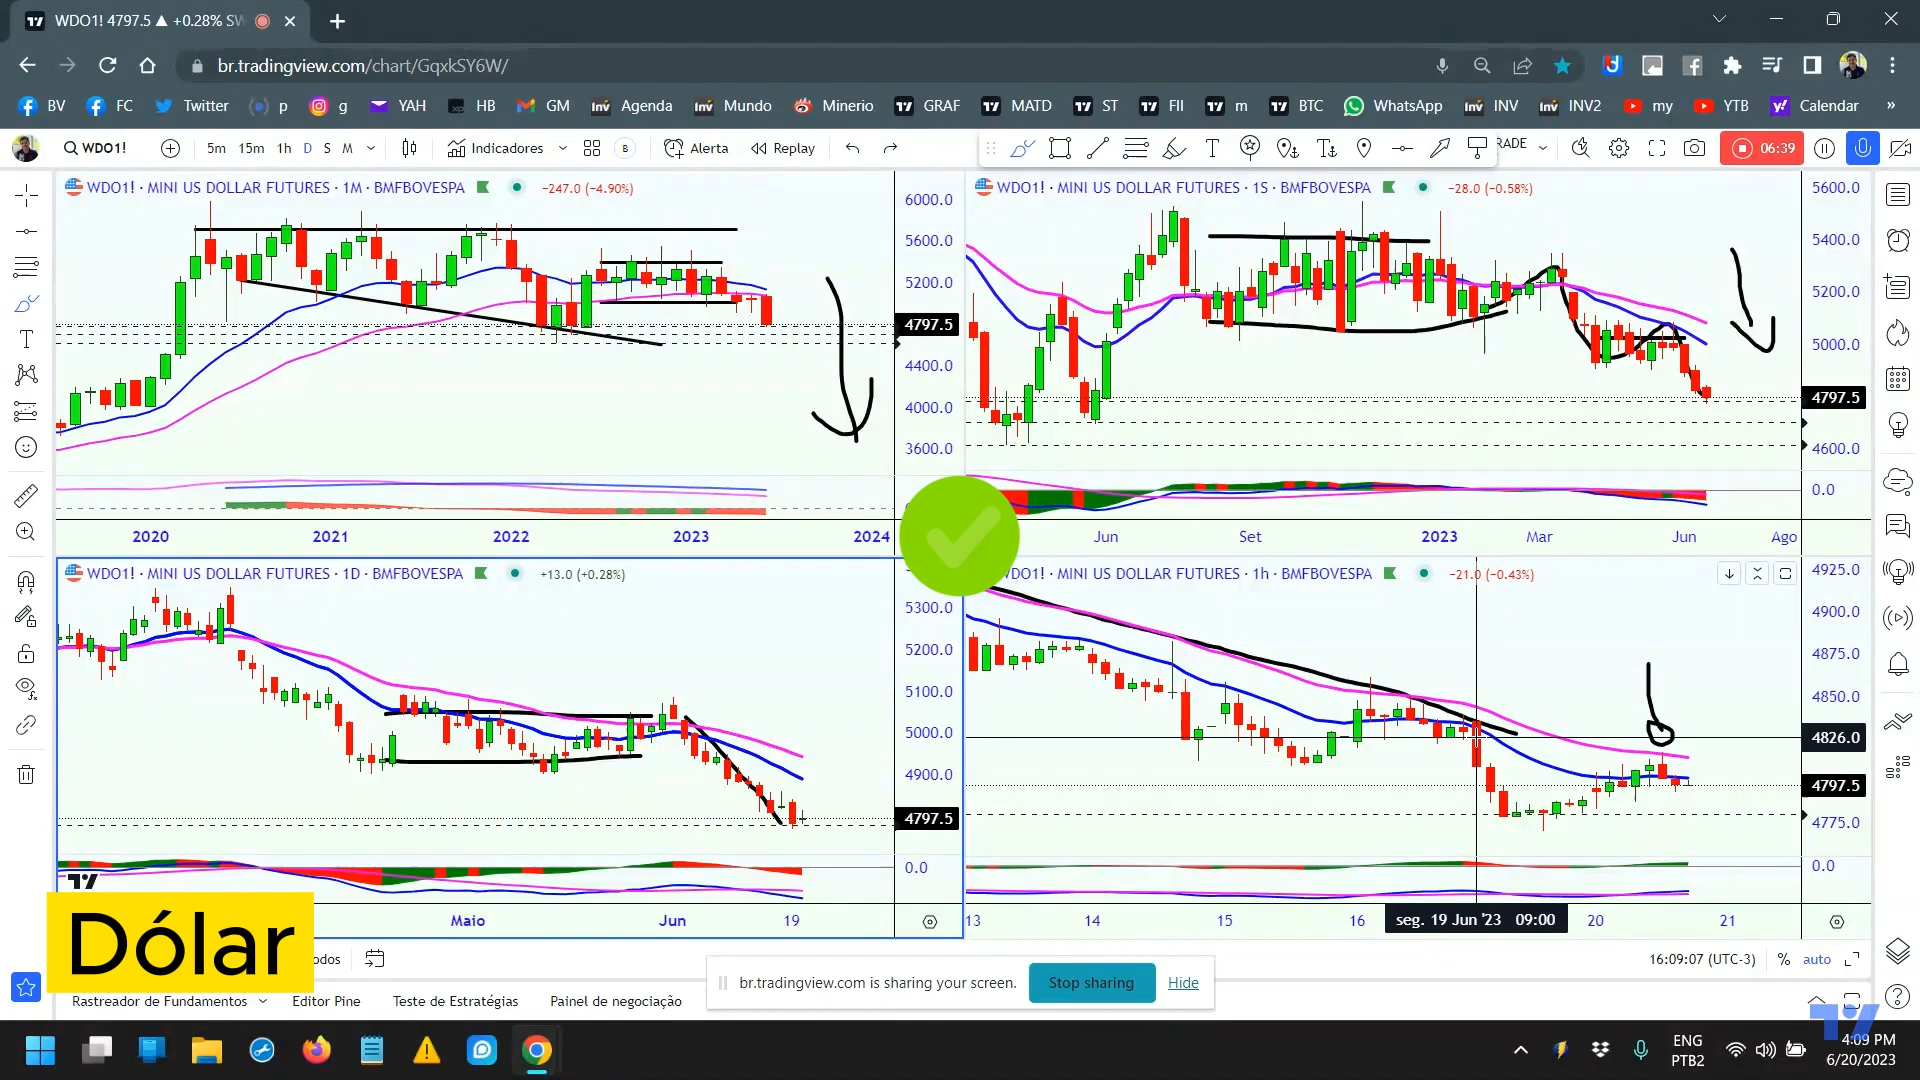 WDO1! 4797.5 ▲ +0.28% SW
br.tradingview.com/chart/GqxkSY6W/
BV FC Twitter p g YAH HB GM Agenda Mundo Minerio GRAF MATD ST FII m BTC WhatsApp INV INV2 my YTB Calendar »
WDO1! 5m 15m 1h D S M Indicadores B Alerta Replay RADE 06:39
WDO1! · MINI US DOLLAR FUTURES · 1M · BMFBOVESPA −247.0 (−4.90%)
6000.0
5600.0
5200.0
4797.5
4400.0
4000.0
3600.0
2020 2021 2022 2023 2024
WDO1! · MINI US DOLLAR FUTURES · 1S · BMFBOVESPA −28.0 (−0.58%)
5600.0
5400.0
5200.0
5000.0
4797.5
4600.0
0.0
Jun Set 2023 Mar Jun Ago
WDO1! · MINI US DOLLAR FUTURES · 1D · BMFBOVESPA +13.0 (+0.28%)
5300.0
5200.0
5100.0
5000.0
4900.0
4797.5
0.0
Maio Jun 19
WDO1! · MINI US DOLLAR FUTURES · 1h · BMFBOVESPA −21.0 (−0.43%)
4925.0
4900.0
4875.0
4850.0
4826.0
4797.5
4775.0
0.0
13 14 15 16 seg. 19 Jun '23 09:00 20 21
Dólar
odos
16:09:07 (UTC-3) % auto
br.tradingview.com is sharing your screen. Stop sharing Hide
Rastreador de Fundamentos Editor Pine Teste de Estratégias Painel de negociação
ENG
PTB2
4:09 PM
6/20/2023